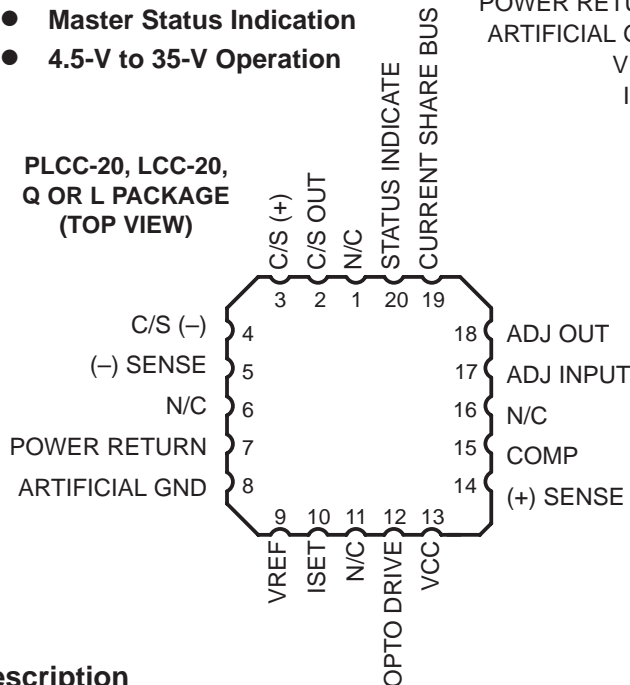 ● Master Status Indication
● 4.5-V to 35-V Operation
POWER RETU
ARTIFICIAL G
V
I
PLCC-20, LCC-20,
Q OR L PACKAGE
(TOP VIEW)
C/S (+)
C/S OUT
N/C
STATUS INDICATE
CURRENT SHARE BUS
3 2 1 20 19
C/S (–) 4
(–) SENSE 5
N/C 6
POWER RETURN 7
ARTIFICIAL GND 8
18 ADJ OUT
17 ADJ INPUT
16 N/C
15 COMP
14 (+) SENSE
9 10 11 12 13
VREF
ISET
N/C
OPTO DRIVE
VCC
escription